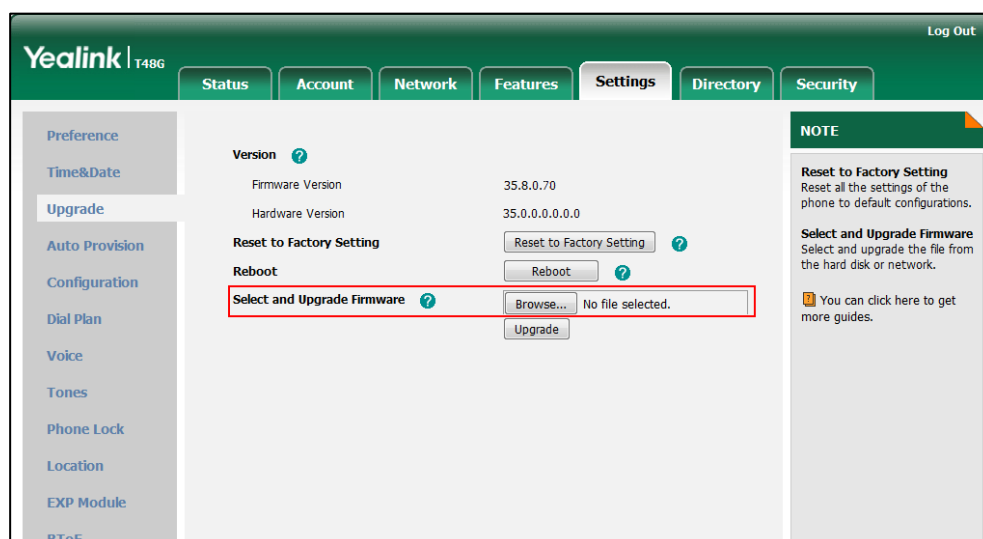 Log Out
Yealink | T48G
Status Account Network Features Settings Directory Security
Preference
Time&Date
Upgrade
Auto Provision
Configuration
Dial Plan
Voice
Tones
Phone Lock
Location
EXP Module
Version ?
Firmware Version 35.8.0.70
Hardware Version 35.0.0.0.0.0.0
Reset to Factory Setting Reset to Factory Setting ?
Reboot Reboot ?
Select and Upgrade Firmware ? Browse... No file selected.
Upgrade
NOTE
Reset to Factory Setting
Reset all the settings of the
phone to default configurations.
Select and Upgrade Firmware
Select and upgrade the file from
the hard disk or network.
? You can click here to get
more guides.